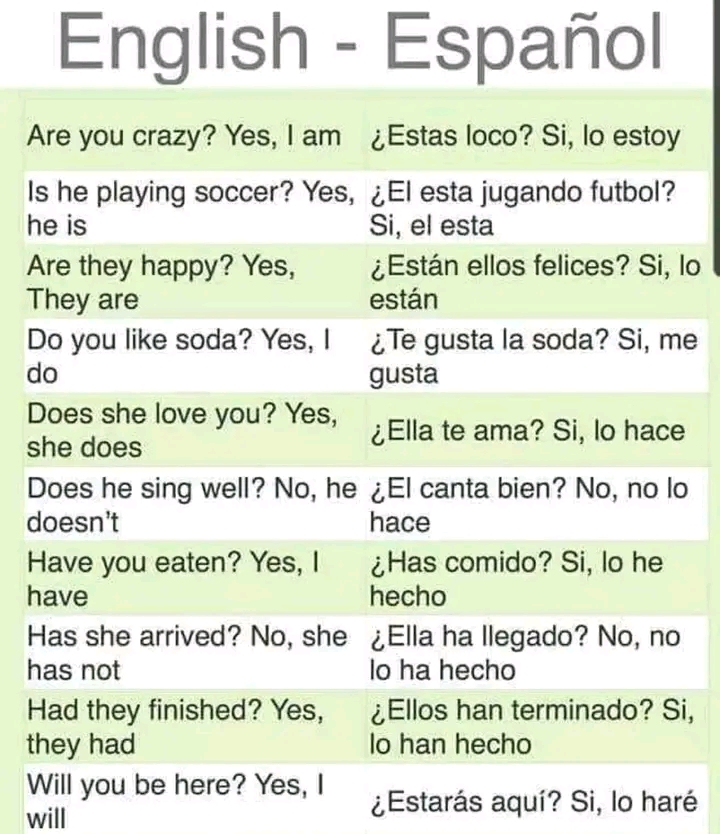 English - Español
Are you crazy? Yes, I am
¿Estas loco? Si, lo estoy
Is he playing soccer? Yes,
he is
¿El esta jugando futbol?
Si, el esta
Are they happy? Yes,
They are
¿Están ellos felices? Si, lo
están
Do you like soda? Yes, I
do
¿Te gusta la soda? Si, me
gusta
Does she love you? Yes,
she does
¿Ella te ama? Si, lo hace
Does he sing well? No, he
doesn't
¿El canta bien? No, no lo
hace
Have you eaten? Yes, I
have
¿Has comido? Si, lo he
hecho
Has she arrived? No, she
has not
¿Ella ha llegado? No, no
lo ha hecho
Had they finished? Yes,
they had
¿Ellos han terminado? Si,
lo han hecho
Will you be here? Yes, I
will
¿Estarás aquí? Si, lo haré